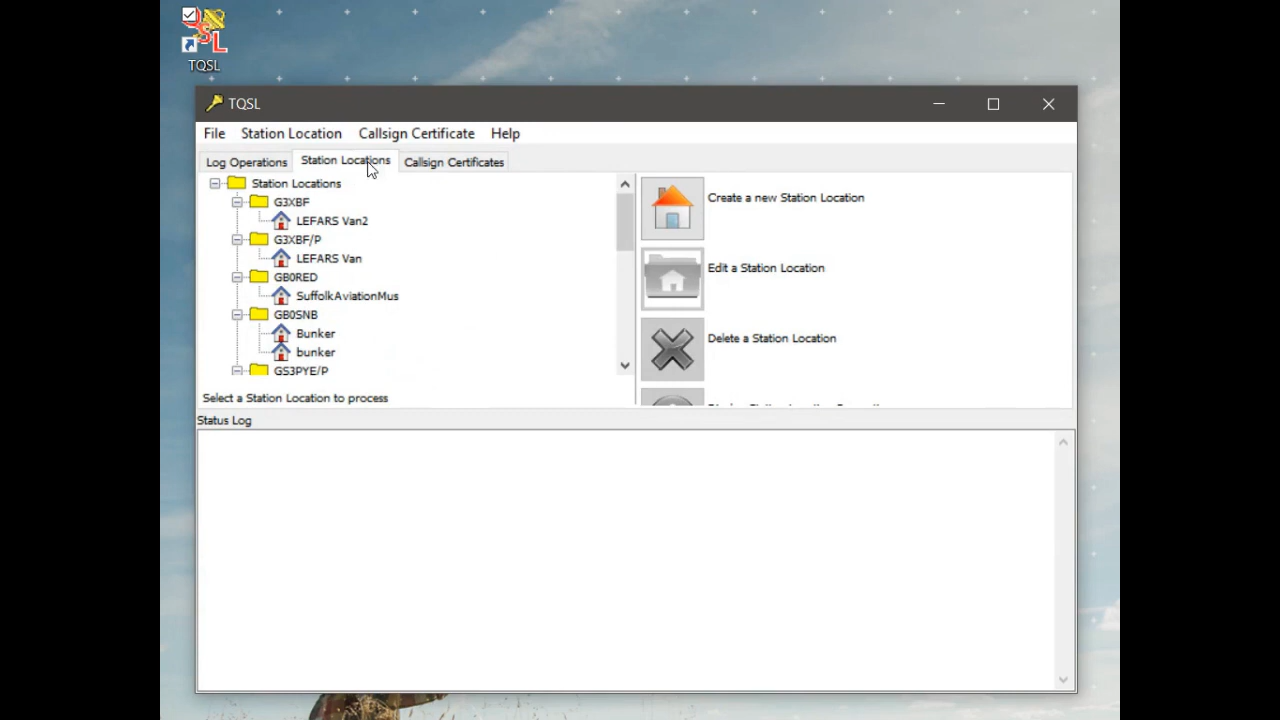 TQSL
TQSL
File Station Location Callsign Certificate Help
Log Operations Station Locations Callsign Certificates
Station Locations
G3XBF
LEFARS Van2
G3XBF/P
LEFARS Van
GB0RED
SuffolkAviationMus
GB0SNB
Bunker
bunker
GS3PYE/P
Select a Station Location to process
Create a new Station Location
Edit a Station Location
Delete a Station Location
Status Log